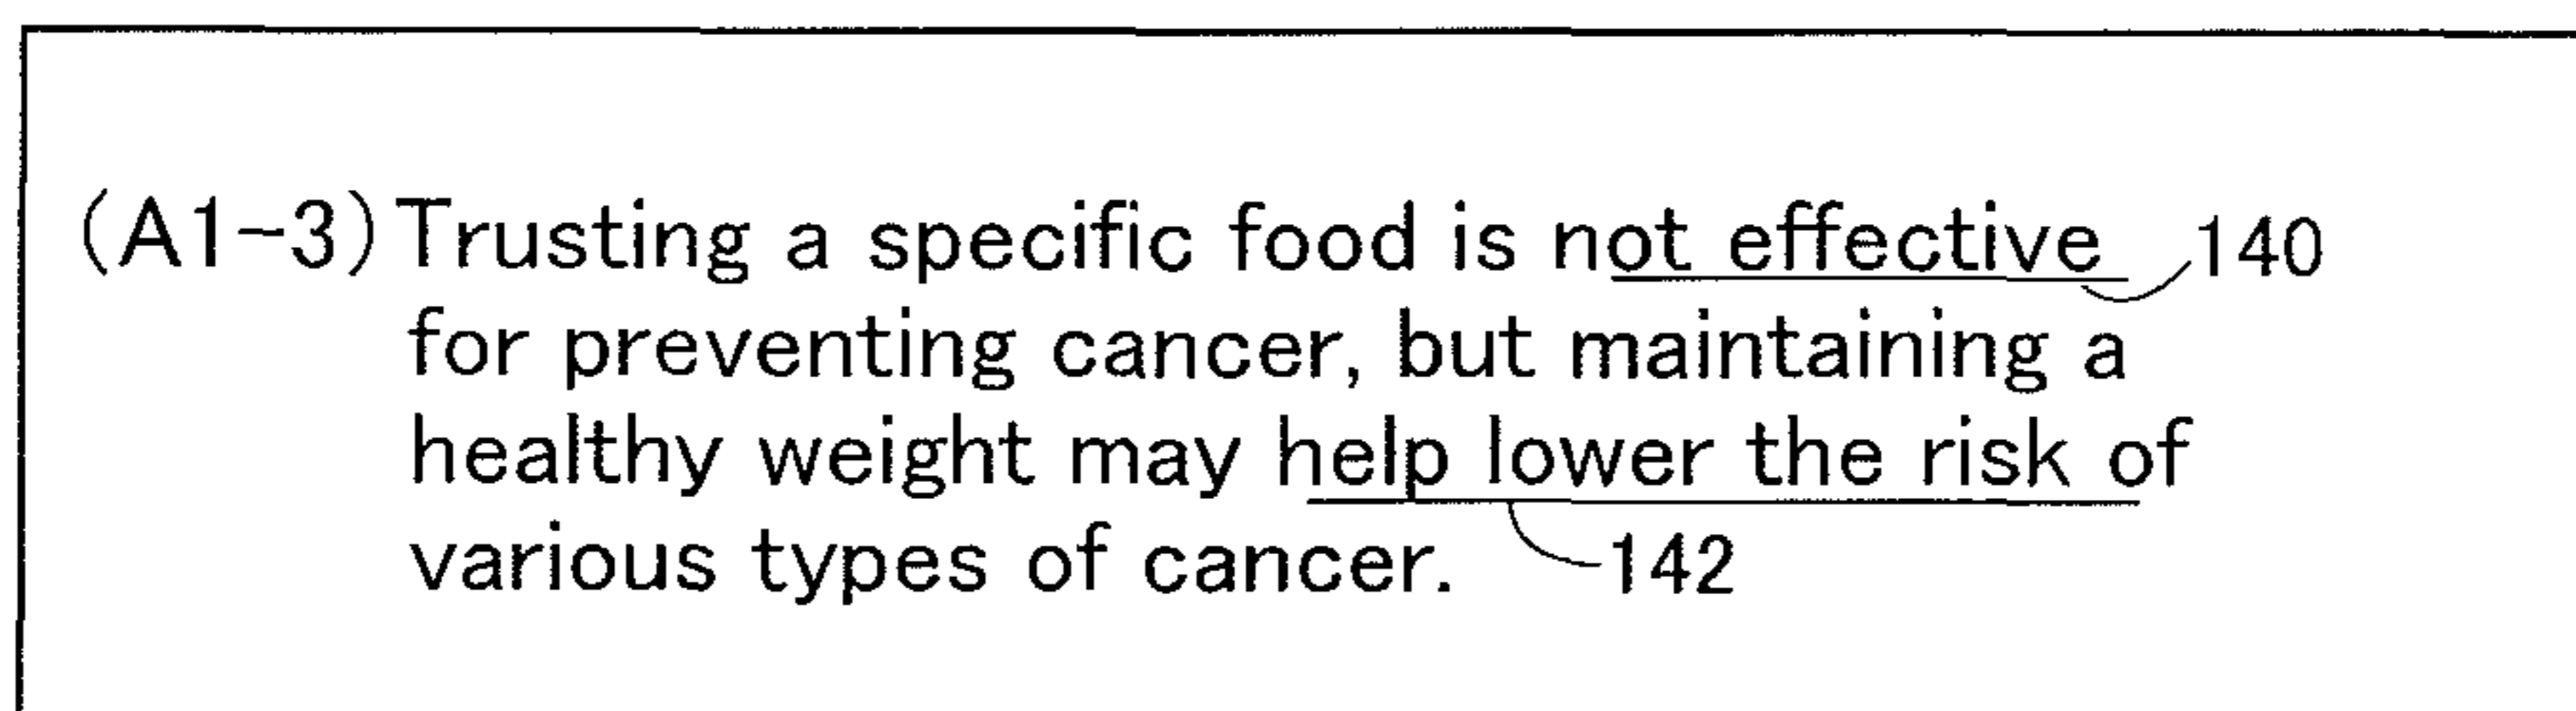 (A1-3) Trusting a specific food is not effective 140
for preventing cancer, but maintaining a
healthy weight may help lower the risk of
various types of cancer. 142